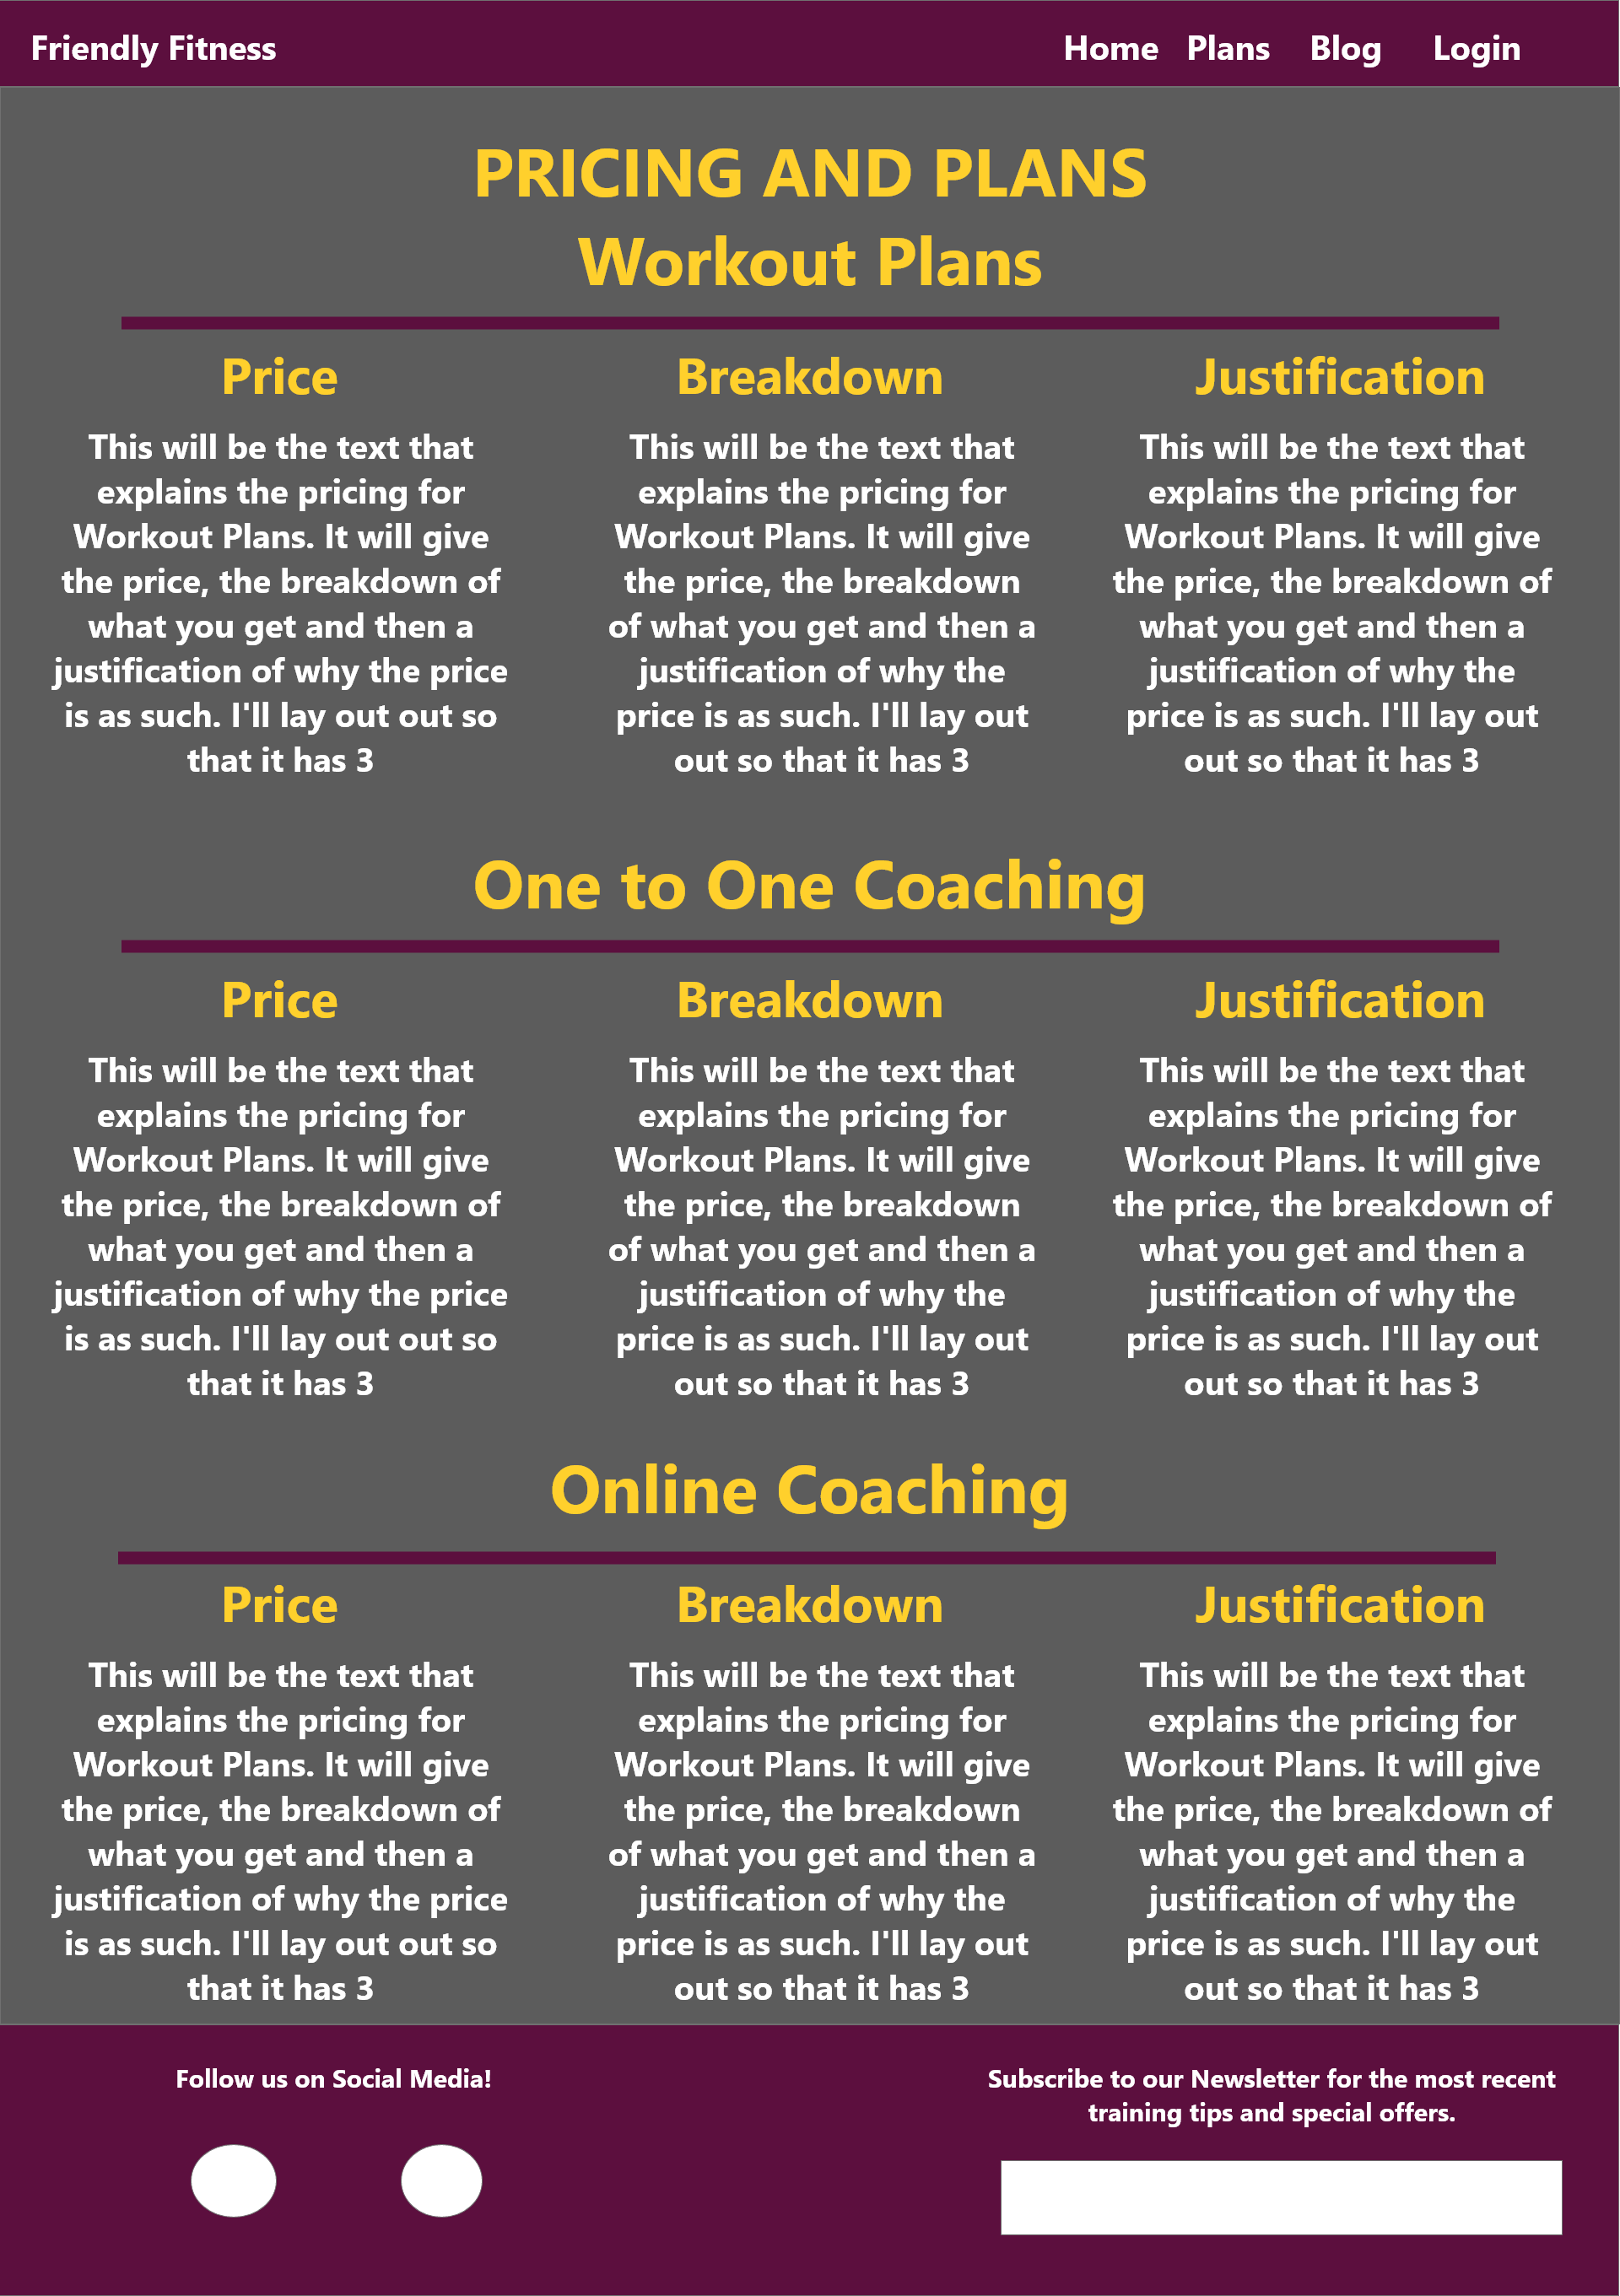 Friendly Fitness
Home Plans Blog Login
PRICING AND PLANS
Workout Plans
Price
This will be the text that
explains the pricing for
Workout Plans. It will give
the price, the breakdown of
what you get and then a
justification of why the price
is as such. I'll lay out out so
that it has 3
Breakdown
This will be the text that
explains the pricing for
Workout Plans. It will give
the price, the breakdown
of what you get and then a
justification of why the
price is as such. I'll lay out
out so that it has 3
Justification
This will be the text that
explains the pricing for
Workout Plans. It will give
the price, the breakdown of
what you get and then a
justification of why the
price is as such. I'll lay out
out so that it has 3
One to One Coaching
Price
This will be the text that
explains the pricing for
Workout Plans. It will give
the price, the breakdown of
what you get and then a
justification of why the price
is as such. I'll lay out out so
that it has 3
Breakdown
This will be the text that
explains the pricing for
Workout Plans. It will give
the price, the breakdown
of what you get and then a
justification of why the
price is as such. I'll lay out
out so that it has 3
Justification
This will be the text that
explains the pricing for
Workout Plans. It will give
the price, the breakdown of
what you get and then a
justification of why the
price is as such. I'll lay out
out so that it has 3
Online Coaching
Price
This will be the text that
explains the pricing for
Workout Plans. It will give
the price, the breakdown of
what you get and then a
justification of why the price
is as such. I'll lay out out so
that it has 3
Breakdown
This will be the text that
explains the pricing for
Workout Plans. It will give
the price, the breakdown
of what you get and then a
justification of why the
price is as such. I'll lay out
out so that it has 3
Justification
This will be the text that
explains the pricing for
Workout Plans. It will give
the price, the breakdown of
what you get and then a
justification of why the
price is as such. I'll lay out
out so that it has 3
Follow us on Social Media!
Subscribe to our Newsletter for the most recent
training tips and special offers.